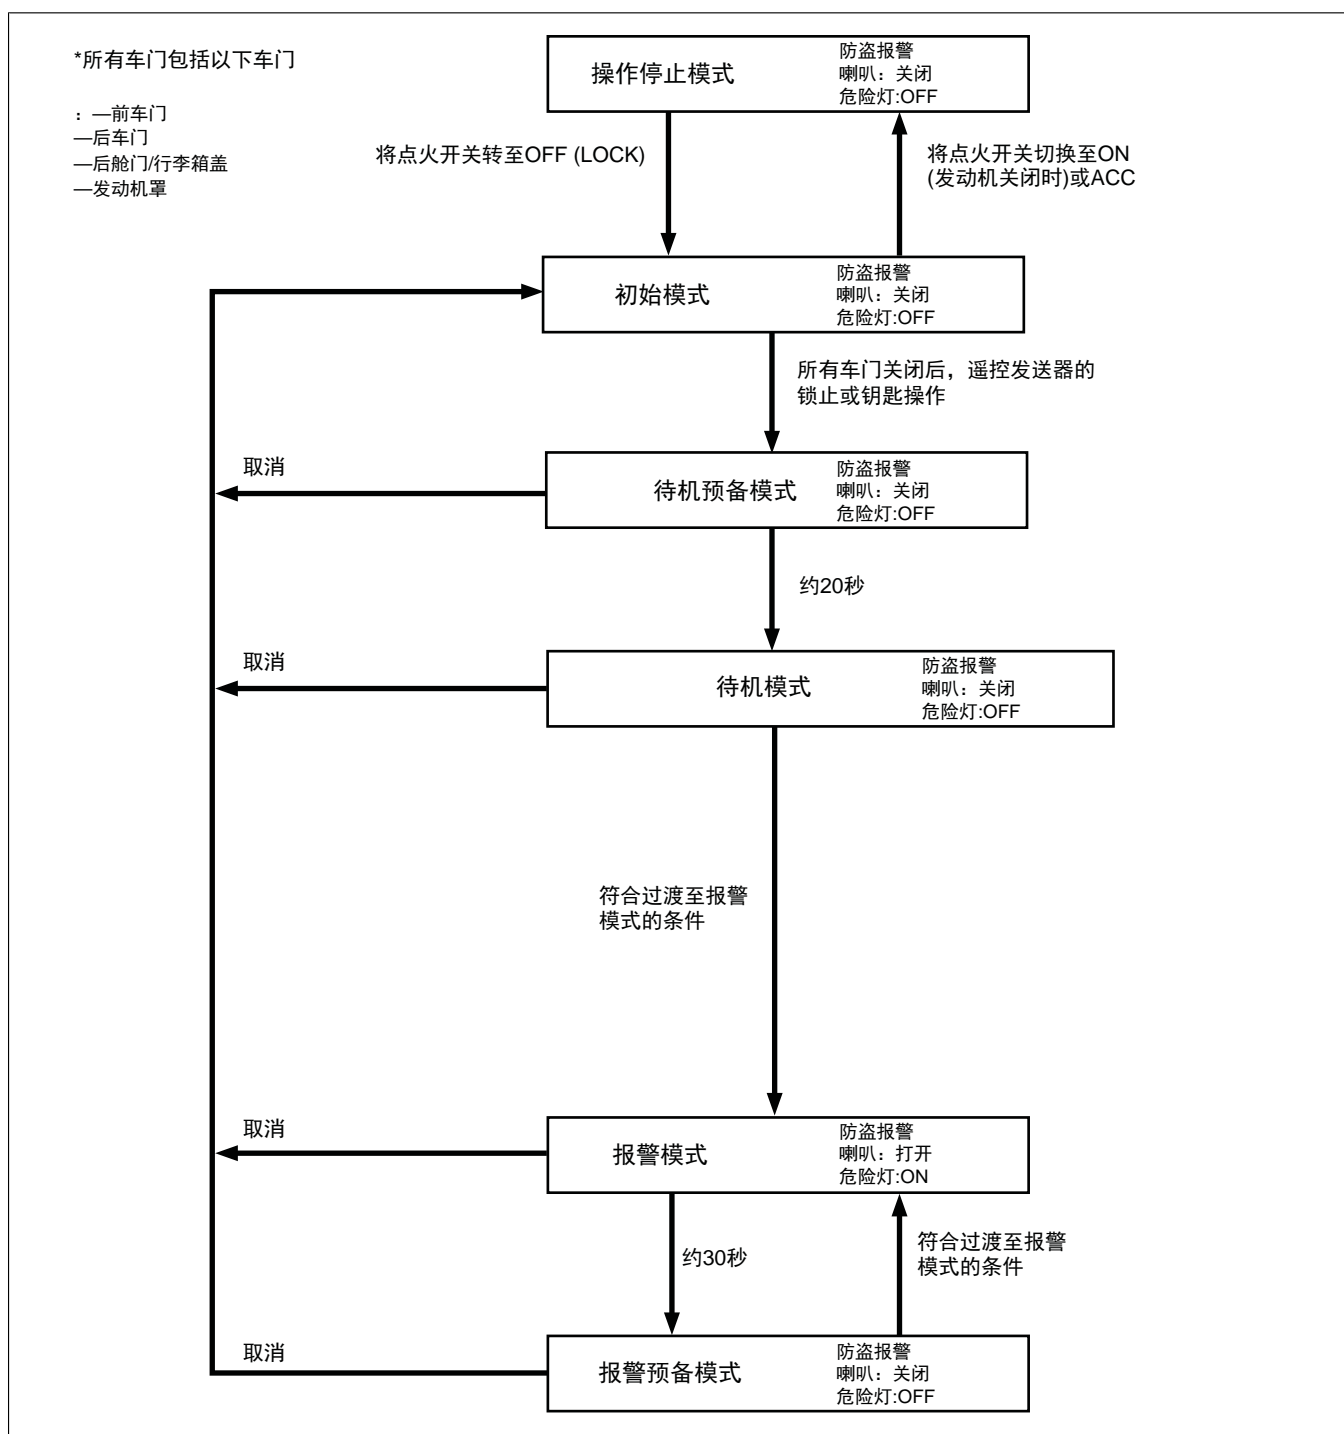 *所有车门包括以下车门
：—前车门
—后车门
—后舱门/行李箱盖
—发动机罩
操作停止模式
防盗报警
喇叭：关闭
危险灯:OFF
将点火开关转至OFF (LOCK)
将点火开关切换至ON
(发动机关闭时)或ACC
初始模式
防盗报警
喇叭：关闭
危险灯:OFF
所有车门关闭后，遥控发送器的
锁止或钥匙操作
取消
待机预备模式
防盗报警
喇叭：关闭
危险灯:OFF
约20秒
取消
待机模式
防盗报警
喇叭：关闭
危险灯:OFF
符合过渡至报警
模式的条件
取消
报警模式
防盗报警
喇叭：打开
危险灯:ON
约30秒
符合过渡至报警
模式的条件
取消
报警预备模式
防盗报警
喇叭：关闭
危险灯:OFF